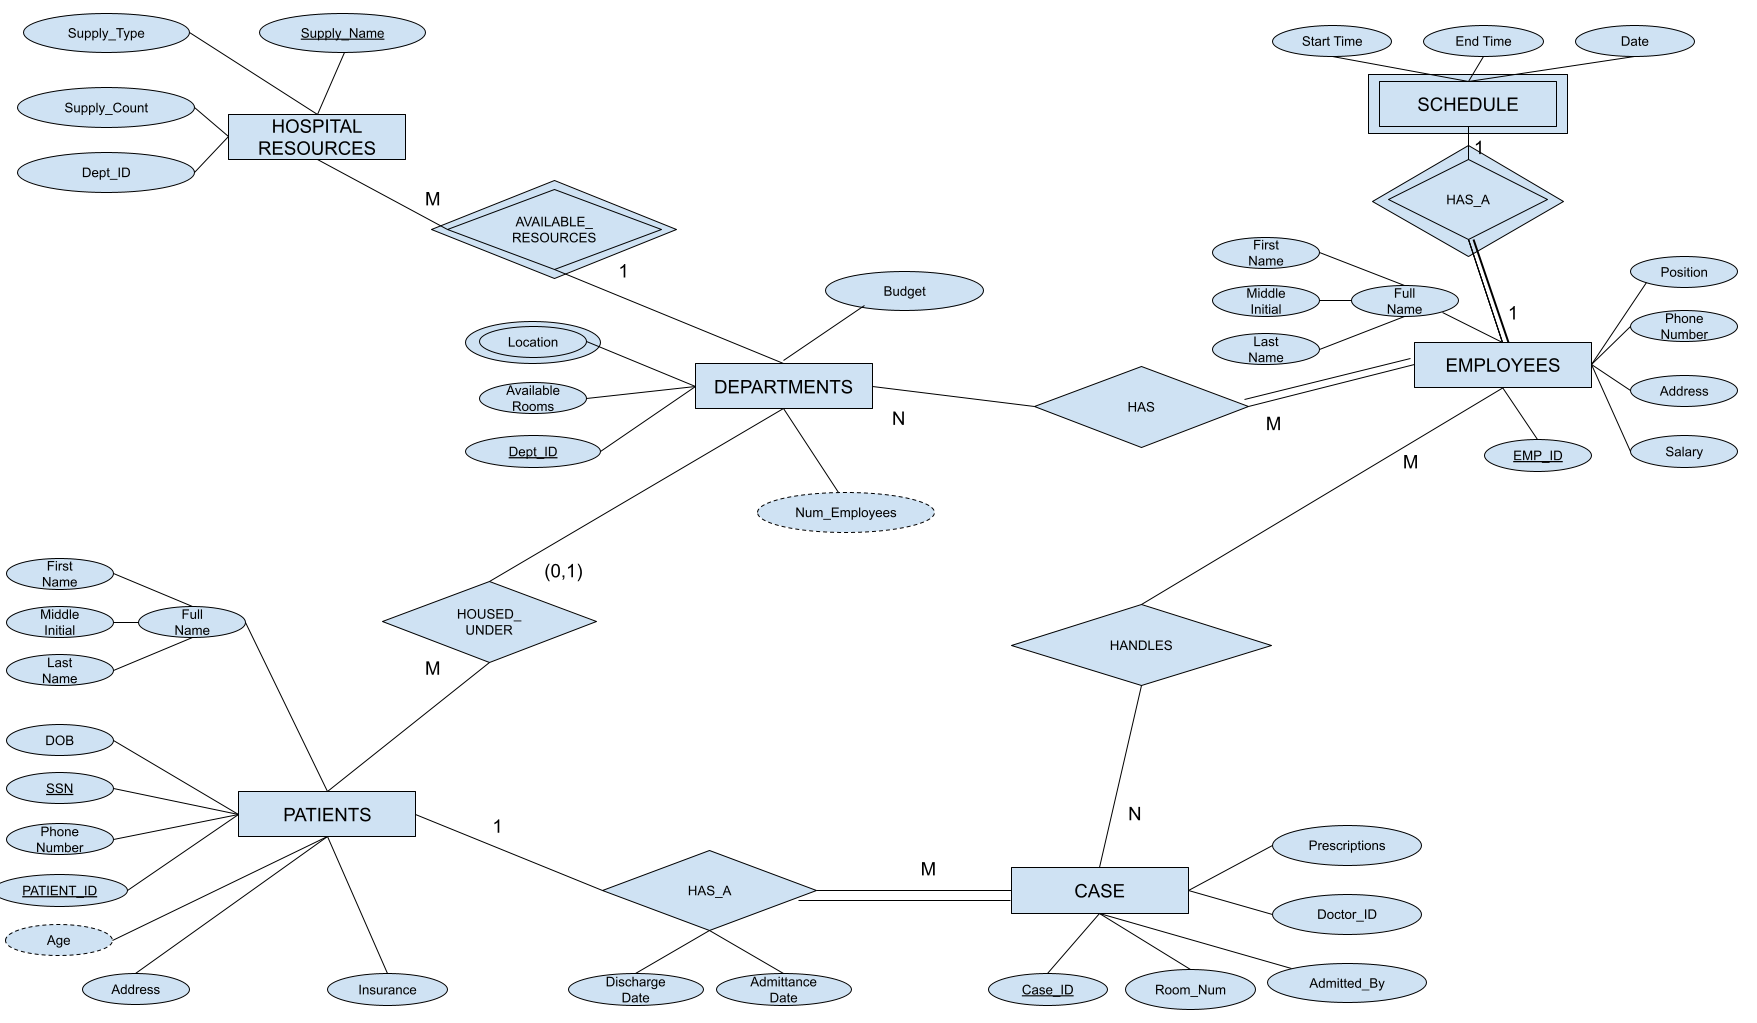 Supply_Type
Supply_Name
Supply_Count
Dept_ID
HOSPITAL
RESOURCES
M
AVAILABLE_
RESOURCES
1
Start Time
End Time
Date
SCHEDULE
1
HAS_A
1
First
Name
Middle
Initial
Last
Name
Full
Name
Position
Phone
Number
Address
Salary
EMPLOYEES
EMP_ID
Budget
Location
Available
Rooms
Dept_ID
DEPARTMENTS
Num_Employees
N
HAS
M
M
HANDLES
N
(0,1)
HOUSED_
UNDER
M
First
Name
Middle
Initial
Last
Name
Full
Name
DOB
SSN
Phone
Number
PATIENT_ID
Age
Address
Insurance
PATIENTS
1
HAS_A
M
Discharge
Date
Admittance
Date
CASE
Prescriptions
Doctor_ID
Case_ID
Room_Num
Admitted_By